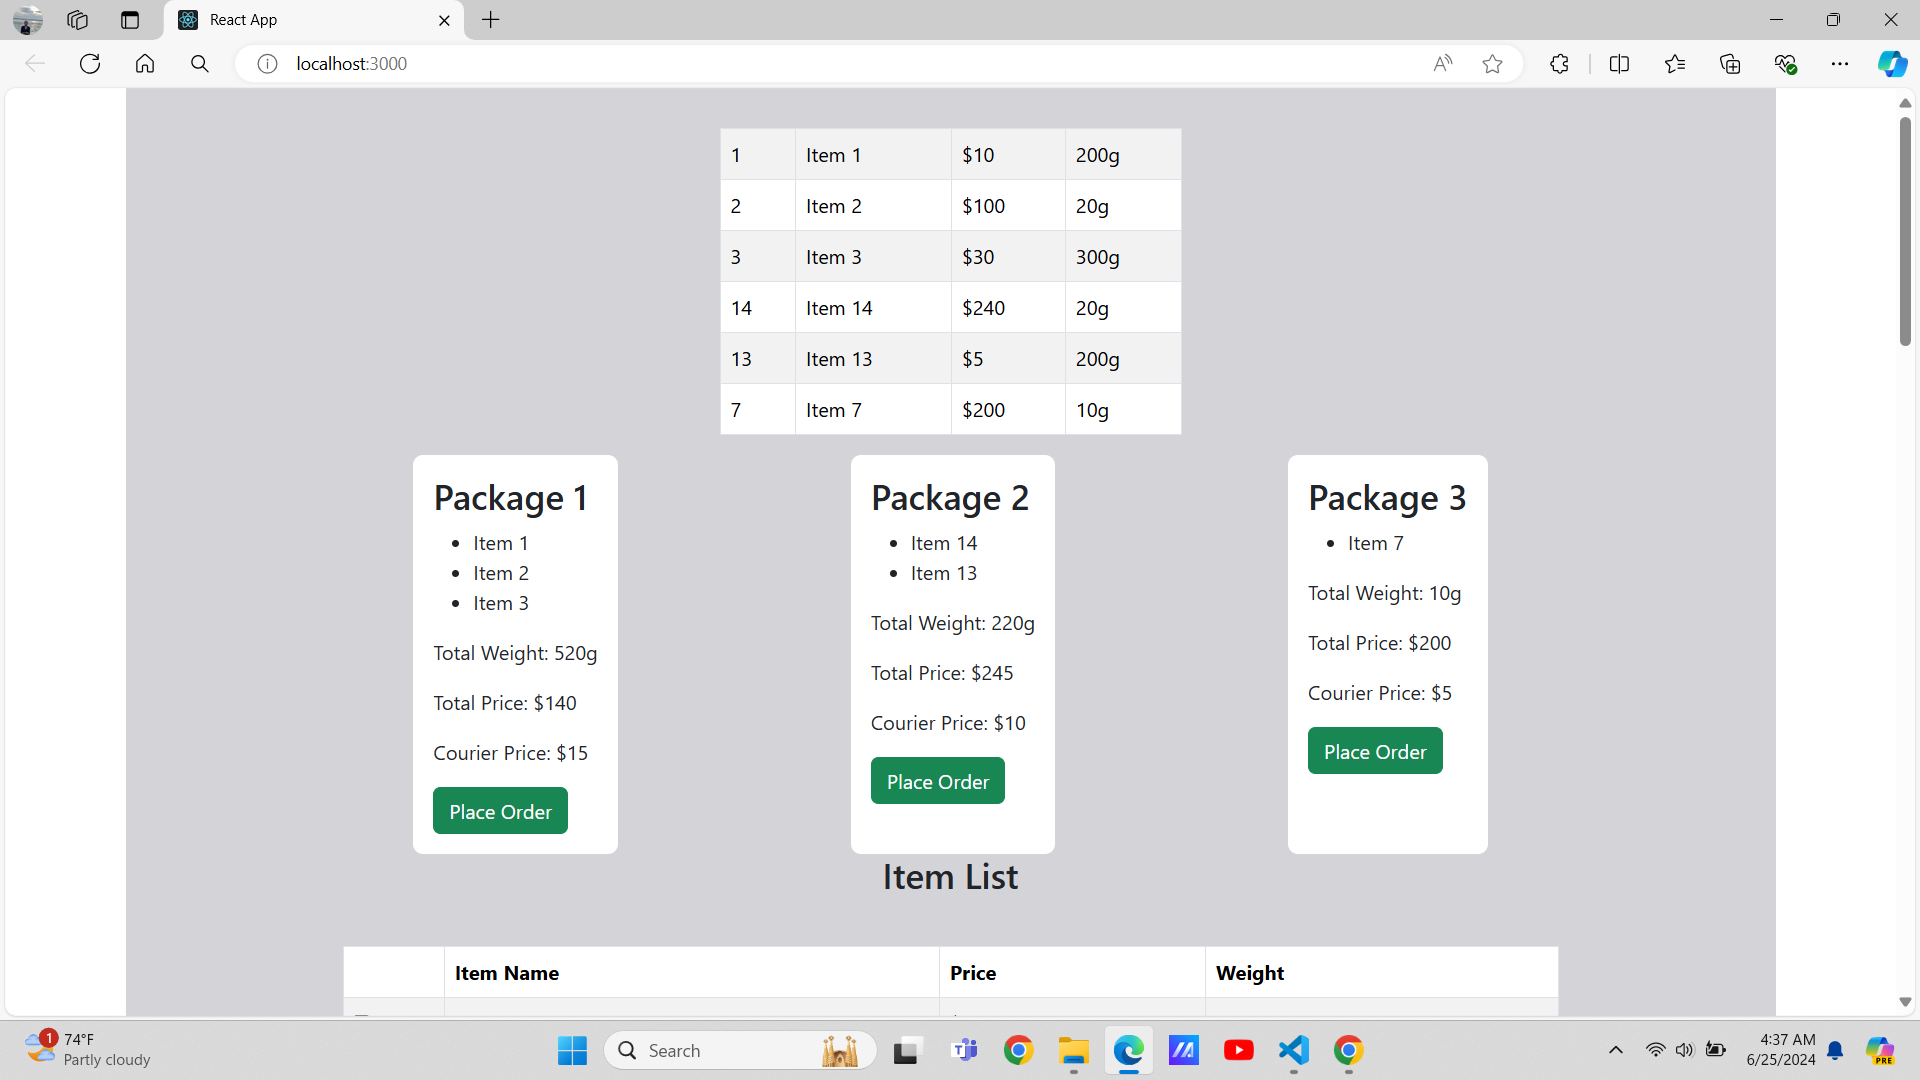 React App
localhost:3000
1 Item 1 $10 200g
2 Item 2 $100 20g
3 Item 3 $30 300g
14 Item 14 $240 20g
13 Item 13 $5 200g
7 Item 7 $200 10g
Package 1
Item 1
Item 2
Item 3
Total Weight: 520g
Total Price: $140
Courier Price: $15
Place Order
Package 2
Item 14
Item 13
Total Weight: 220g
Total Price: $245
Courier Price: $10
Place Order
Package 3
Item 7
Total Weight: 10g
Total Price: $200
Courier Price: $5
Place Order
Item List
Item Name Price Weight
1
74°F
Partly cloudy
Search
PRE
4:37 AM
6/25/2024